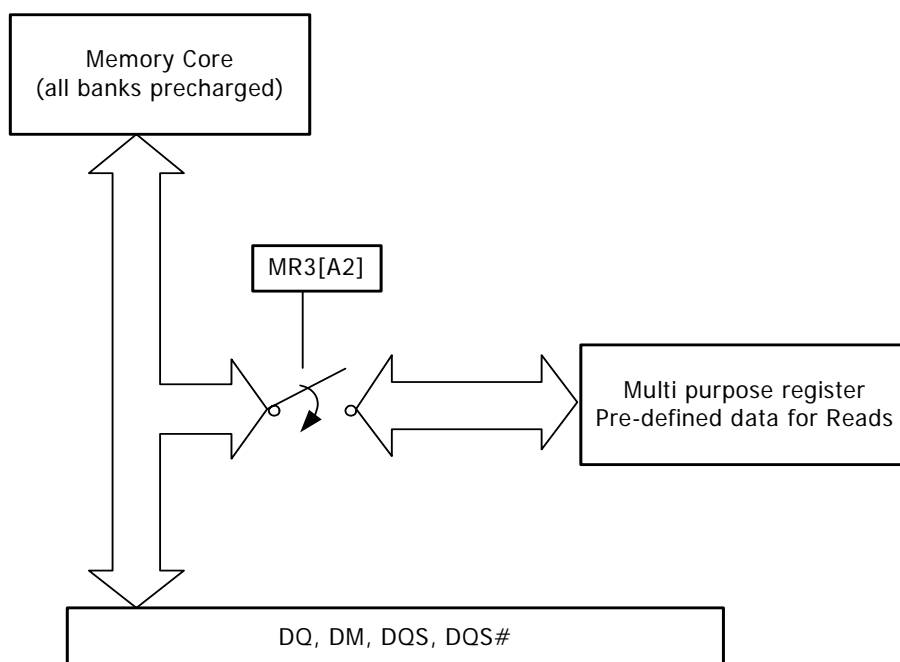 Memory Core
(all banks precharged)
MR3[A2]
Multi purpose register
Pre-defined data for Reads
DQ, DM, DQS, DQS#